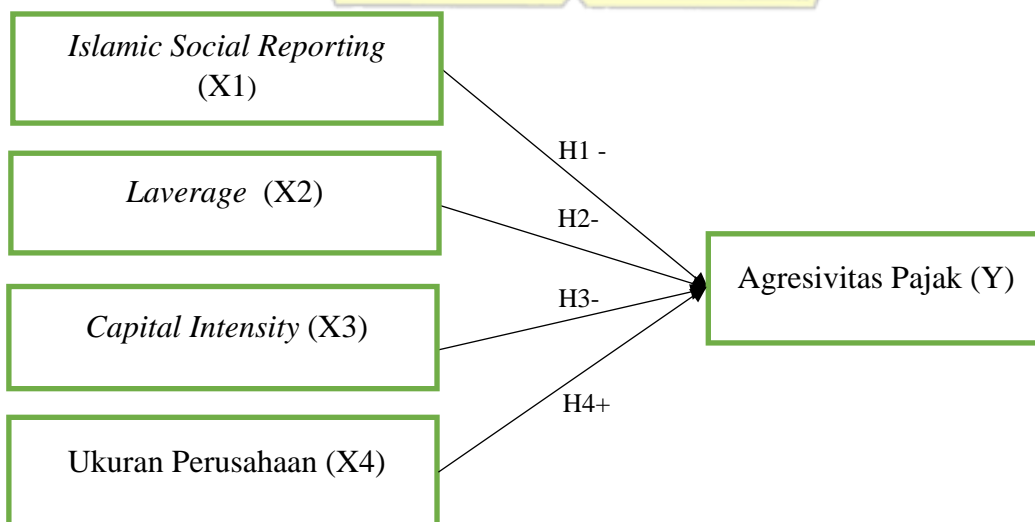 Islamic Social Reporting
(X1)
H1 -
Laverage (X2)
H2-
Agresivitas Pajak (Y)
H3-
Capital Intensity (X3)
H4+
Ukuran Perusahaan (X4)